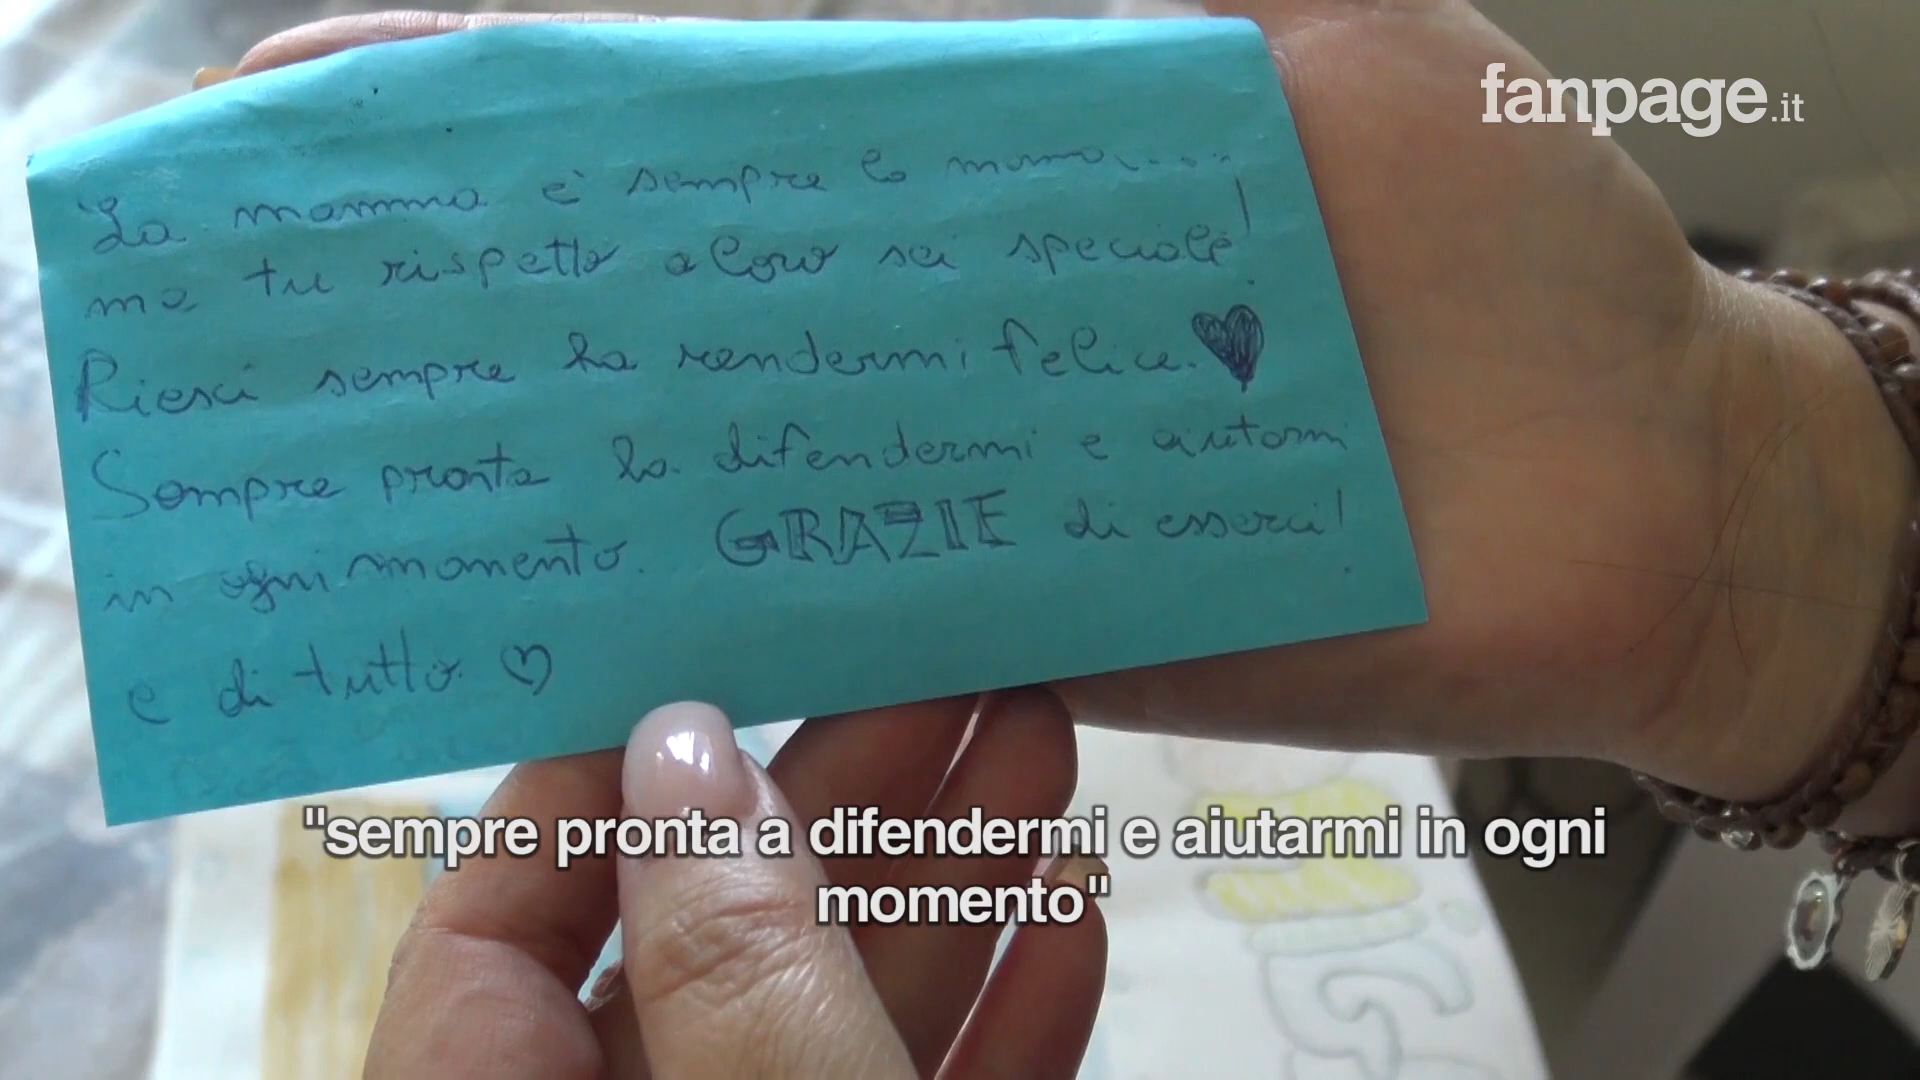 fanpage.it
La mamma è sempre la mamma.....
ma tu rispetto a loro sei speciale!
Riesci sempre ha rendermi felice.
Sempre pronta ha difendermi e aiutarmi
in ogni momento. GRAZIE di esserci!
e di tutto
"sempre pronta a difendermi e aiutarmi in ogni
momento"